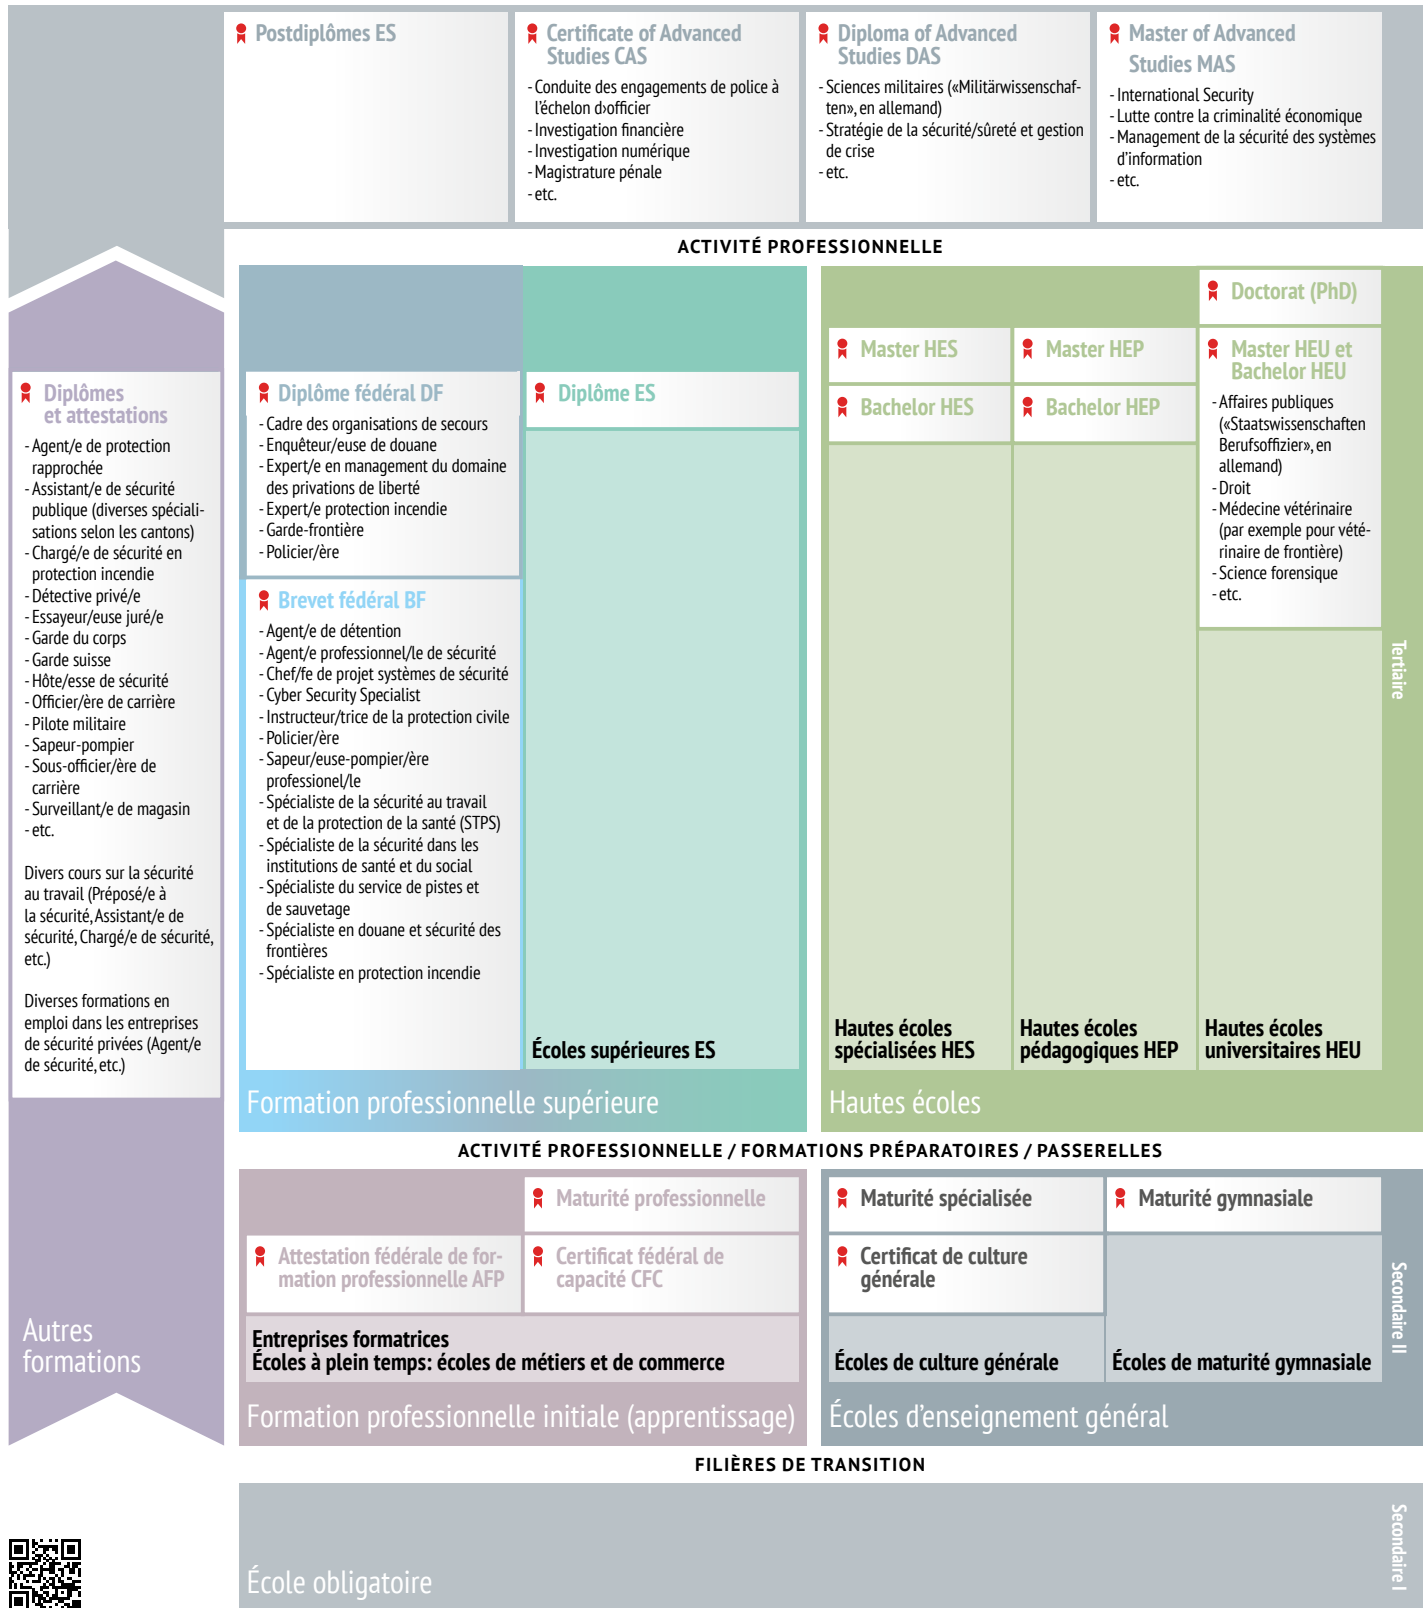 Postdiplômes ES
Certificate of Advanced
Studies CAS
- Conduite des engagements de police à
l'échelon d›officier
- Investigation financière
- Investigation numérique
- Magistrature pénale
- etc.
Diploma of Advanced
Studies DAS
- Sciences militaires («Militärwissenschaf-
ten», en allemand)
- Stratégie de la sécurité/sûreté et gestion
de crise
- etc.
Master of Advanced
Studies MAS
- International Security
- Lutte contre la criminalité économique
- Management de la sécurité des systèmes
d'information
- etc.
ACTIVITÉ PROFESSIONNELLE
Diplômes
et attestations
- Agent/e de protection
rapprochée
- Assistant/e de sécurité
publique (diverses spéciali-
sations selon les cantons)
- Chargé/e de sécurité en
protection incendie
- Détective privé/e
- Essayeur/euse juré/e
- Garde du corps
- Garde suisse
- Hôte/esse de sécurité
- Officier/ère de carrière
- Pilote militaire
- Sapeur-pompier
- Sous-officier/ère de
carrière
- Surveillant/e de magasin
- etc.
Divers cours sur la sécurité
au travail (Préposé/e à
la sécurité, Assistant/e de
sécurité, Chargé/e de sécurité,
etc.)
Diverses formations en
emploi dans les entreprises
de sécurité privées (Agent/e
de sécurité, etc.)
Autres
formations
Diplôme fédéral DF
- Cadre des organisations de secours
- Enquêteur/euse de douane
- Expert/e en management du domaine
des privations de liberté
- Expert/e protection incendie
- Garde-frontière
- Policier/ère
Brevet fédéral BF
- Agent/e de détention
- Agent/e professionnel/le de sécurité
- Chef/fe de projet systèmes de sécurité
- Cyber Security Specialist
- Instructeur/trice de la protection civile
- Policier/ère
- Sapeur/euse-pompier/ère
professionel/le
- Spécialiste de la sécurité au travail
et de la protection de la santé (STPS)
- Spécialiste de la sécurité dans les
institutions de santé et du social
- Spécialiste du service de pistes et
de sauvetage
- Spécialiste en douane et sécurité des
frontières
- Spécialiste en protection incendie
Diplôme ES
Écoles supérieures ES
Formation professionnelle supérieure
Master HES
Bachelor HES
Hautes écoles
spécialisées HES
Master HEP
Bachelor HEP
Hautes écoles
pédagogiques HEP
Doctorat (PhD)
Master HEU et
Bachelor HEU
- Affaires publiques
(«Staatswissenschaften
Berufsoffizier», en
allemand)
- Droit
- Médecine vétérinaire
(par exemple pour vété-
rinaire de frontière)
- Science forensique
- etc.
Hautes écoles
universitaires HEU
Hautes écoles
Tertiaire
ACTIVITÉ PROFESSIONNELLE / FORMATIONS PRÉPARATOIRES / PASSERELLES
Maturité professionnelle
Attestation fédérale de for-
mation professionnelle AFP
Certificat fédéral de
capacité CFC
Entreprises formatrices
Écoles à plein temps: écoles de métiers et de commerce
Formation professionnelle initiale (apprentissage)
Maturité spécialisée
Certificat de culture
générale
Écoles de culture générale
Maturité gymnasiale
Écoles de maturité gymnasiale
Écoles d'enseignement général
Secondaire II
FILIÈRES DE TRANSITION
École obligatoire
Secondaire I